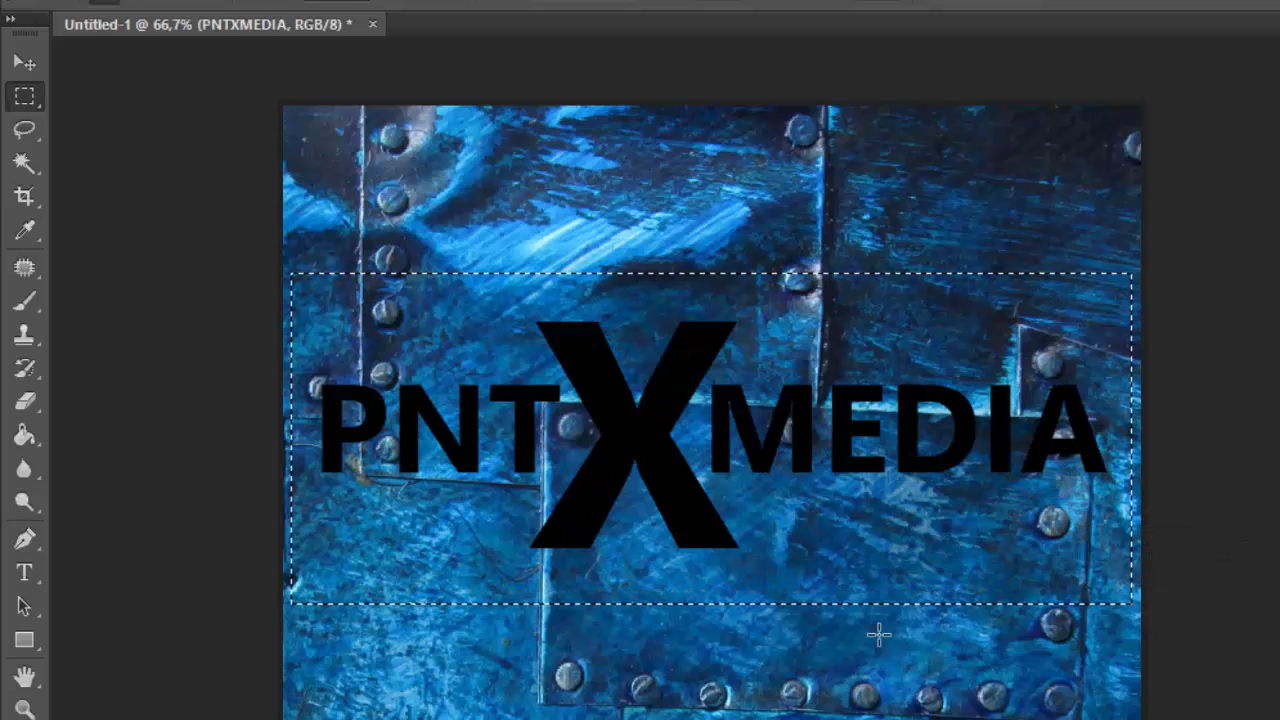 Untitled-1 @ 66,7% (PNTXMEDIA, RGB/8) *
PNTXMEDIA